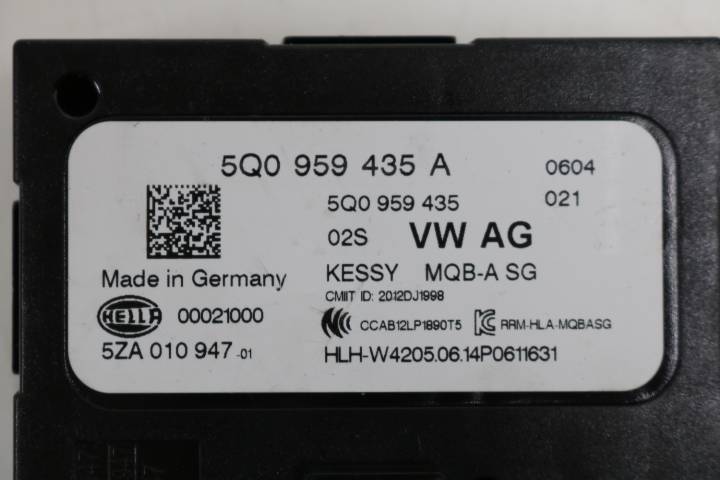 5Q0 959 435 A 0604
5Q0 959 435 021
02S VW AG
Made in Germany KESSY MQB-A SG
CMIIT ID: 2012DJ1998
HELLA 00021000 CCAB12LP1890T5 RRM-HLA-MQBASG
5ZA 010 947 -01 HLH-W4205.06.14P0611631